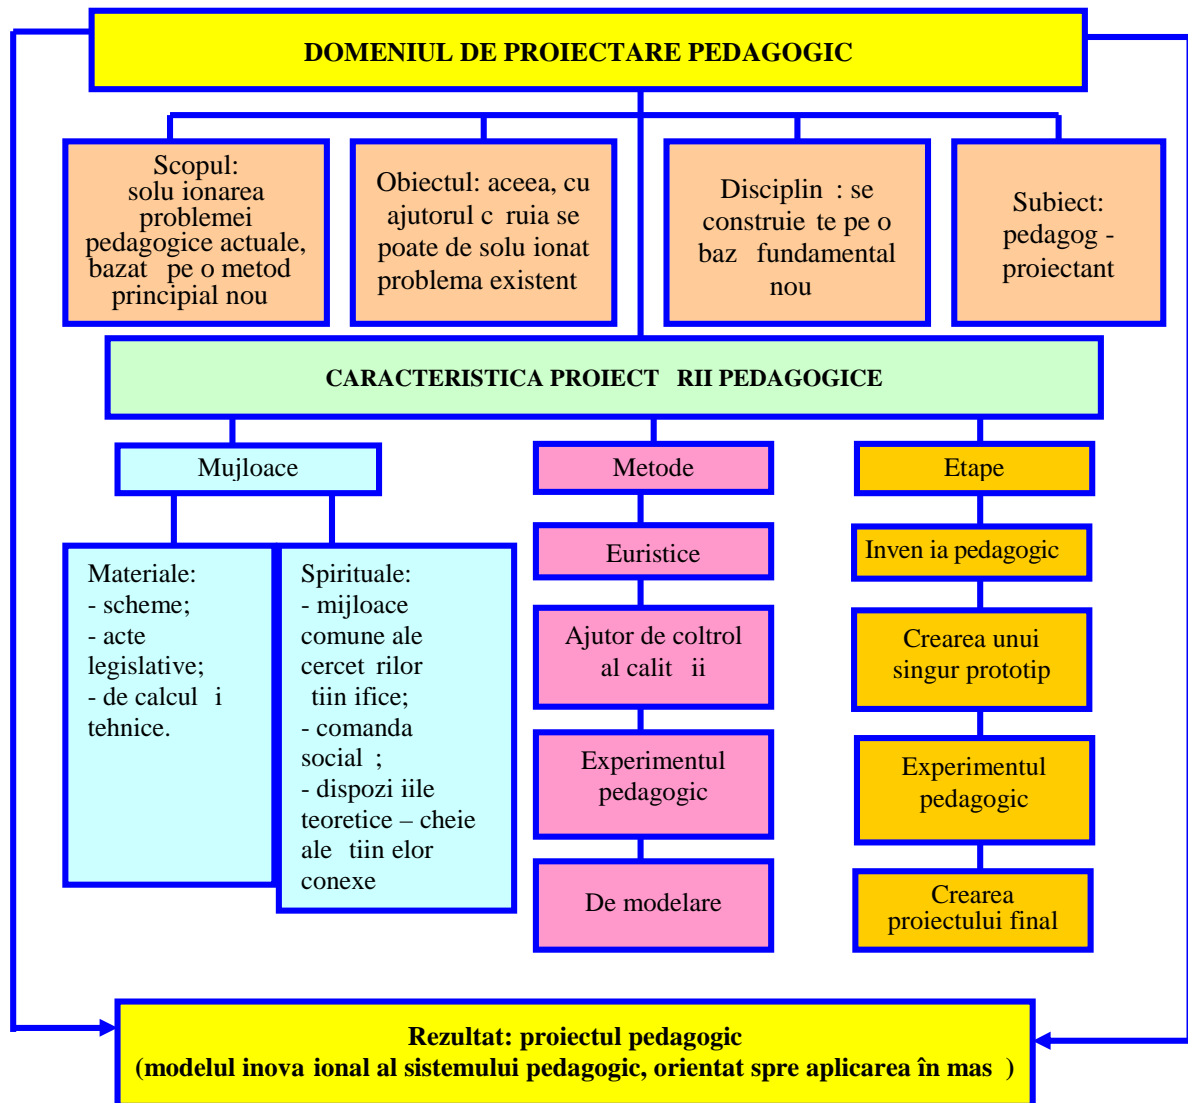 DOMENIUL DE PROIECTARE PEDAGOGIC
Scopul:
solu ionarea
problemei
pedagogice actuale,
bazat pe o metod
principial nou
Obiectul: aceea, cu
ajutorul c ruia se
poate de solu ionat
problema existent
Disciplin : se
construie te pe o
baz fundamental
nou
Subiect:
pedagog -
proiectant
CARACTERISTICA PROIECT RII PEDAGOGICE
Mujloace
Metode
Etape
Materiale:
- scheme;
- acte
legislative;
- de calcul i
tehnice.
Spirituale:
- mijloace
comune ale
cercet rilor
tiin ifice;
- comanda
social ;
- dispozi iile
teoretice – cheie
ale tiin elor
conexe
Euristice
Ajutor de coltrol
al calit ii
Experimentul
pedagogic
De modelare
Inven ia pedagogic
Crearea unui
singur prototip
Experimentul
pedagogic
Crearea
proiectului final
Rezultat: proiectul pedagogic
(modelul inova ional al sistemului pedagogic, orientat spre aplicarea în mas )